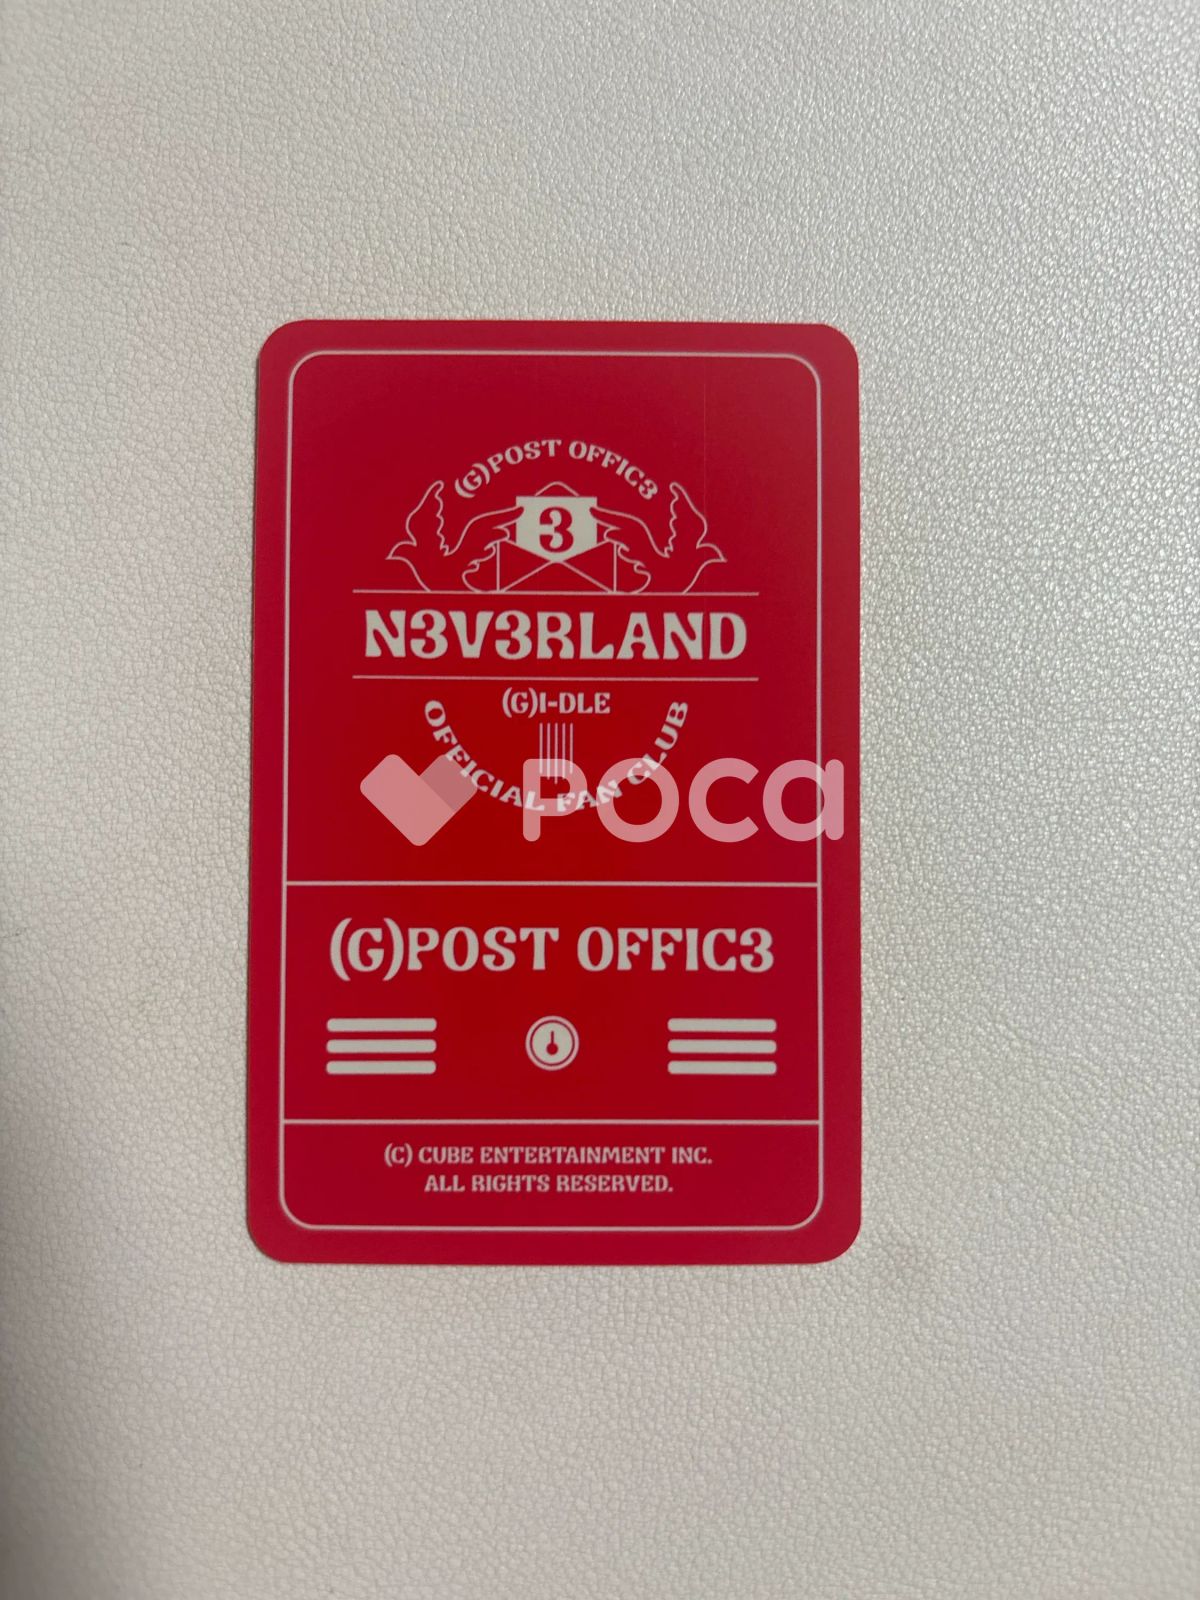 (G)POST OFFIC3
3
N3V3RLAND
(G)I-DLE
OFFICIAL FAN CLUB
POCA
(G)POST OFFIC3
(C) CUBE ENTERTAINMENT INC.
ALL RIGHTS RESERVED.